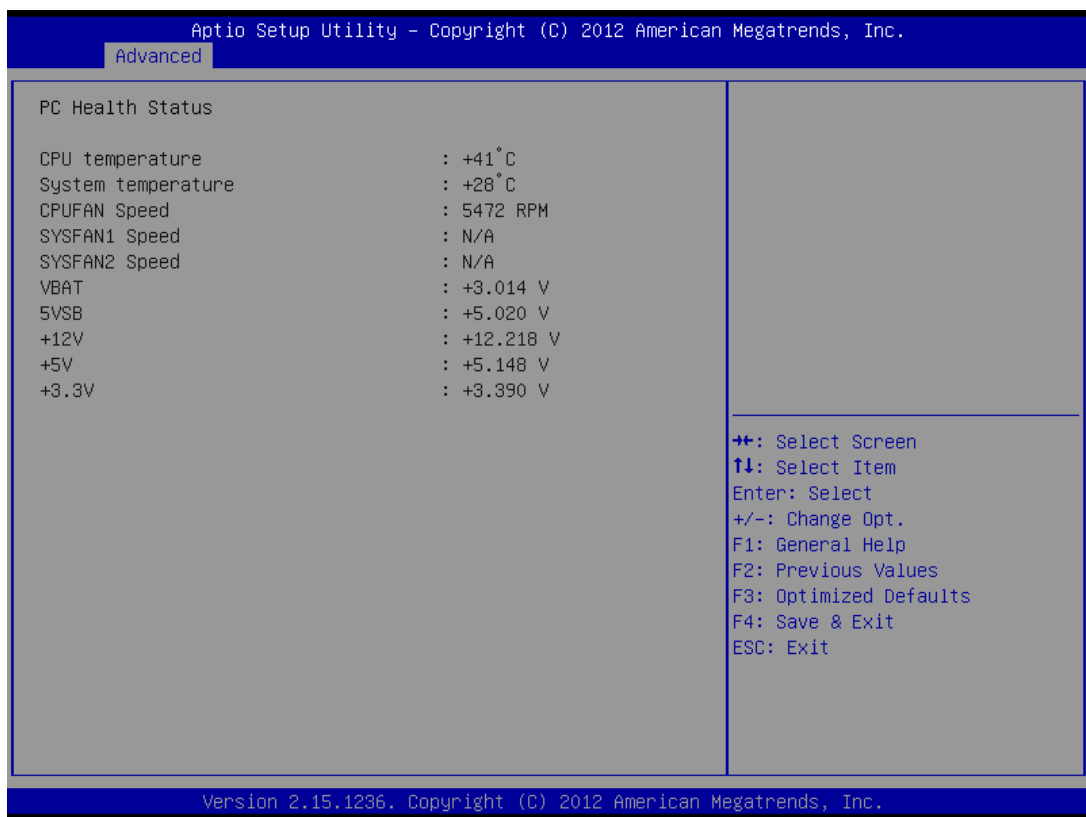 Aptio Setup Utility – Copyright (C) 2012 American Megatrends, Inc.
Advanced
PC Health Status
CPU temperature : +41°C
System temperature : +28°C
CPUFAN Speed : 5472 RPM
SYSFAN1 Speed : N/A
SYSFAN2 Speed : N/A
VBAT : +3.014 V
5VSB : +5.020 V
+12V : +12.218 V
+5V : +5.148 V
+3.3V : +3.390 V
→←: Select Screen
↑↓: Select Item
Enter: Select
+/-: Change Opt.
F1: General Help
F2: Previous Values
F3: Optimized Defaults
F4: Save & Exit
ESC: Exit
Version 2.15.1236. Copyright (C) 2012 American Megatrends, Inc.